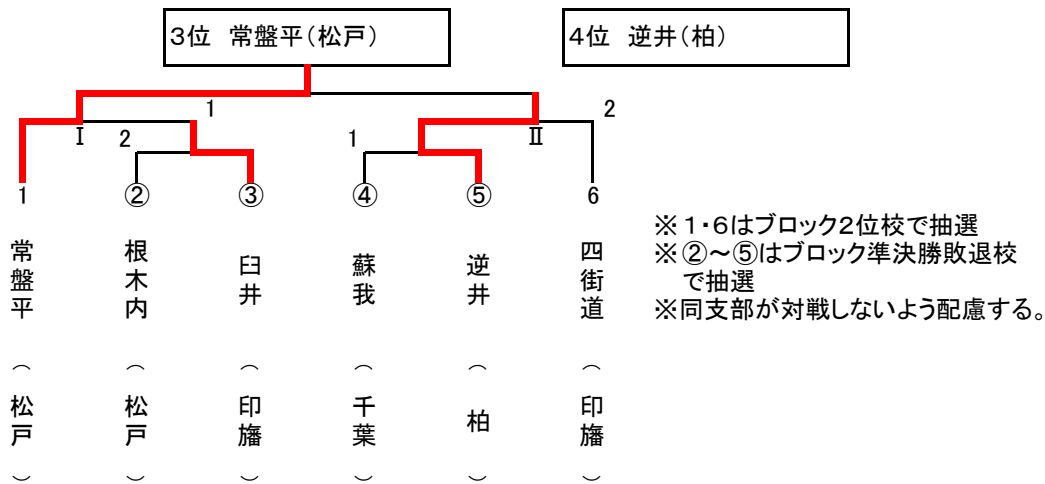 3位 常盤平(松戸)
4位 逆井(柏)
1
2
Ⅰ
2
1
Ⅱ
1
②
③
④
⑤
6
常盤平(松戸)
根木内(松戸)
臼井(印旛)
蘇我(千葉)
逆井(柏)
四街道(印旛)
※1・6はブロック2位校で抽選
※②~⑤はブロック準決勝敗退校
で抽選
※同支部が対戦しないよう配慮する。